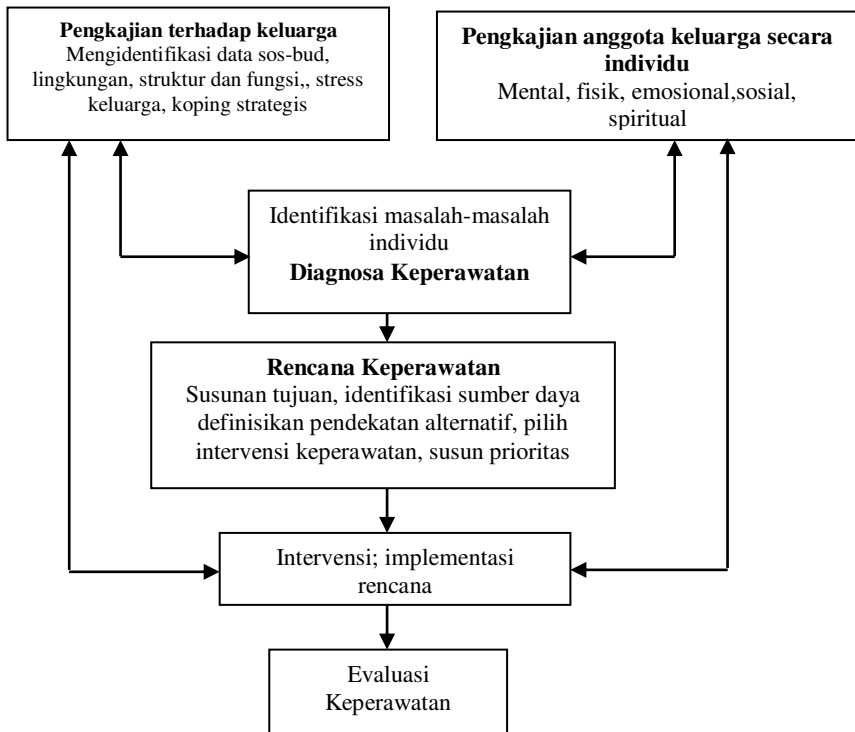 Pengkajian terhadap keluarga
Mengidentifikasi data sos-bud,
lingkungan, struktur dan fungsi,, stress
keluarga, koping strategis
Pengkajian anggota keluarga secara
individu
Mental, fisik, emosional,sosial,
spiritual
Identifikasi masalah-masalah
individu
Diagnosa Keperawatan
Rencana Keperawatan
Susunan tujuan, identifikasi sumber daya
definisikan pendekatan alternatif, pilih
intervensi keperawatan, susun prioritas
Intervensi; implementasi
rencana
Evaluasi
Keperawatan